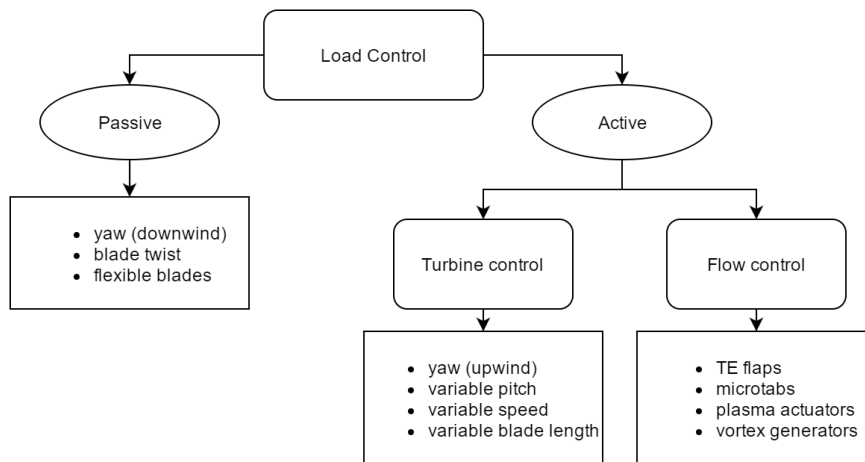 Load Control
Passive
Active
• yaw (downwind)
• blade twist
• flexible blades
Turbine control
Flow control
• yaw (upwind)
• variable pitch
• variable speed
• variable blade length
• TE flaps
• microtabs
• plasma actuators
• vortex generators